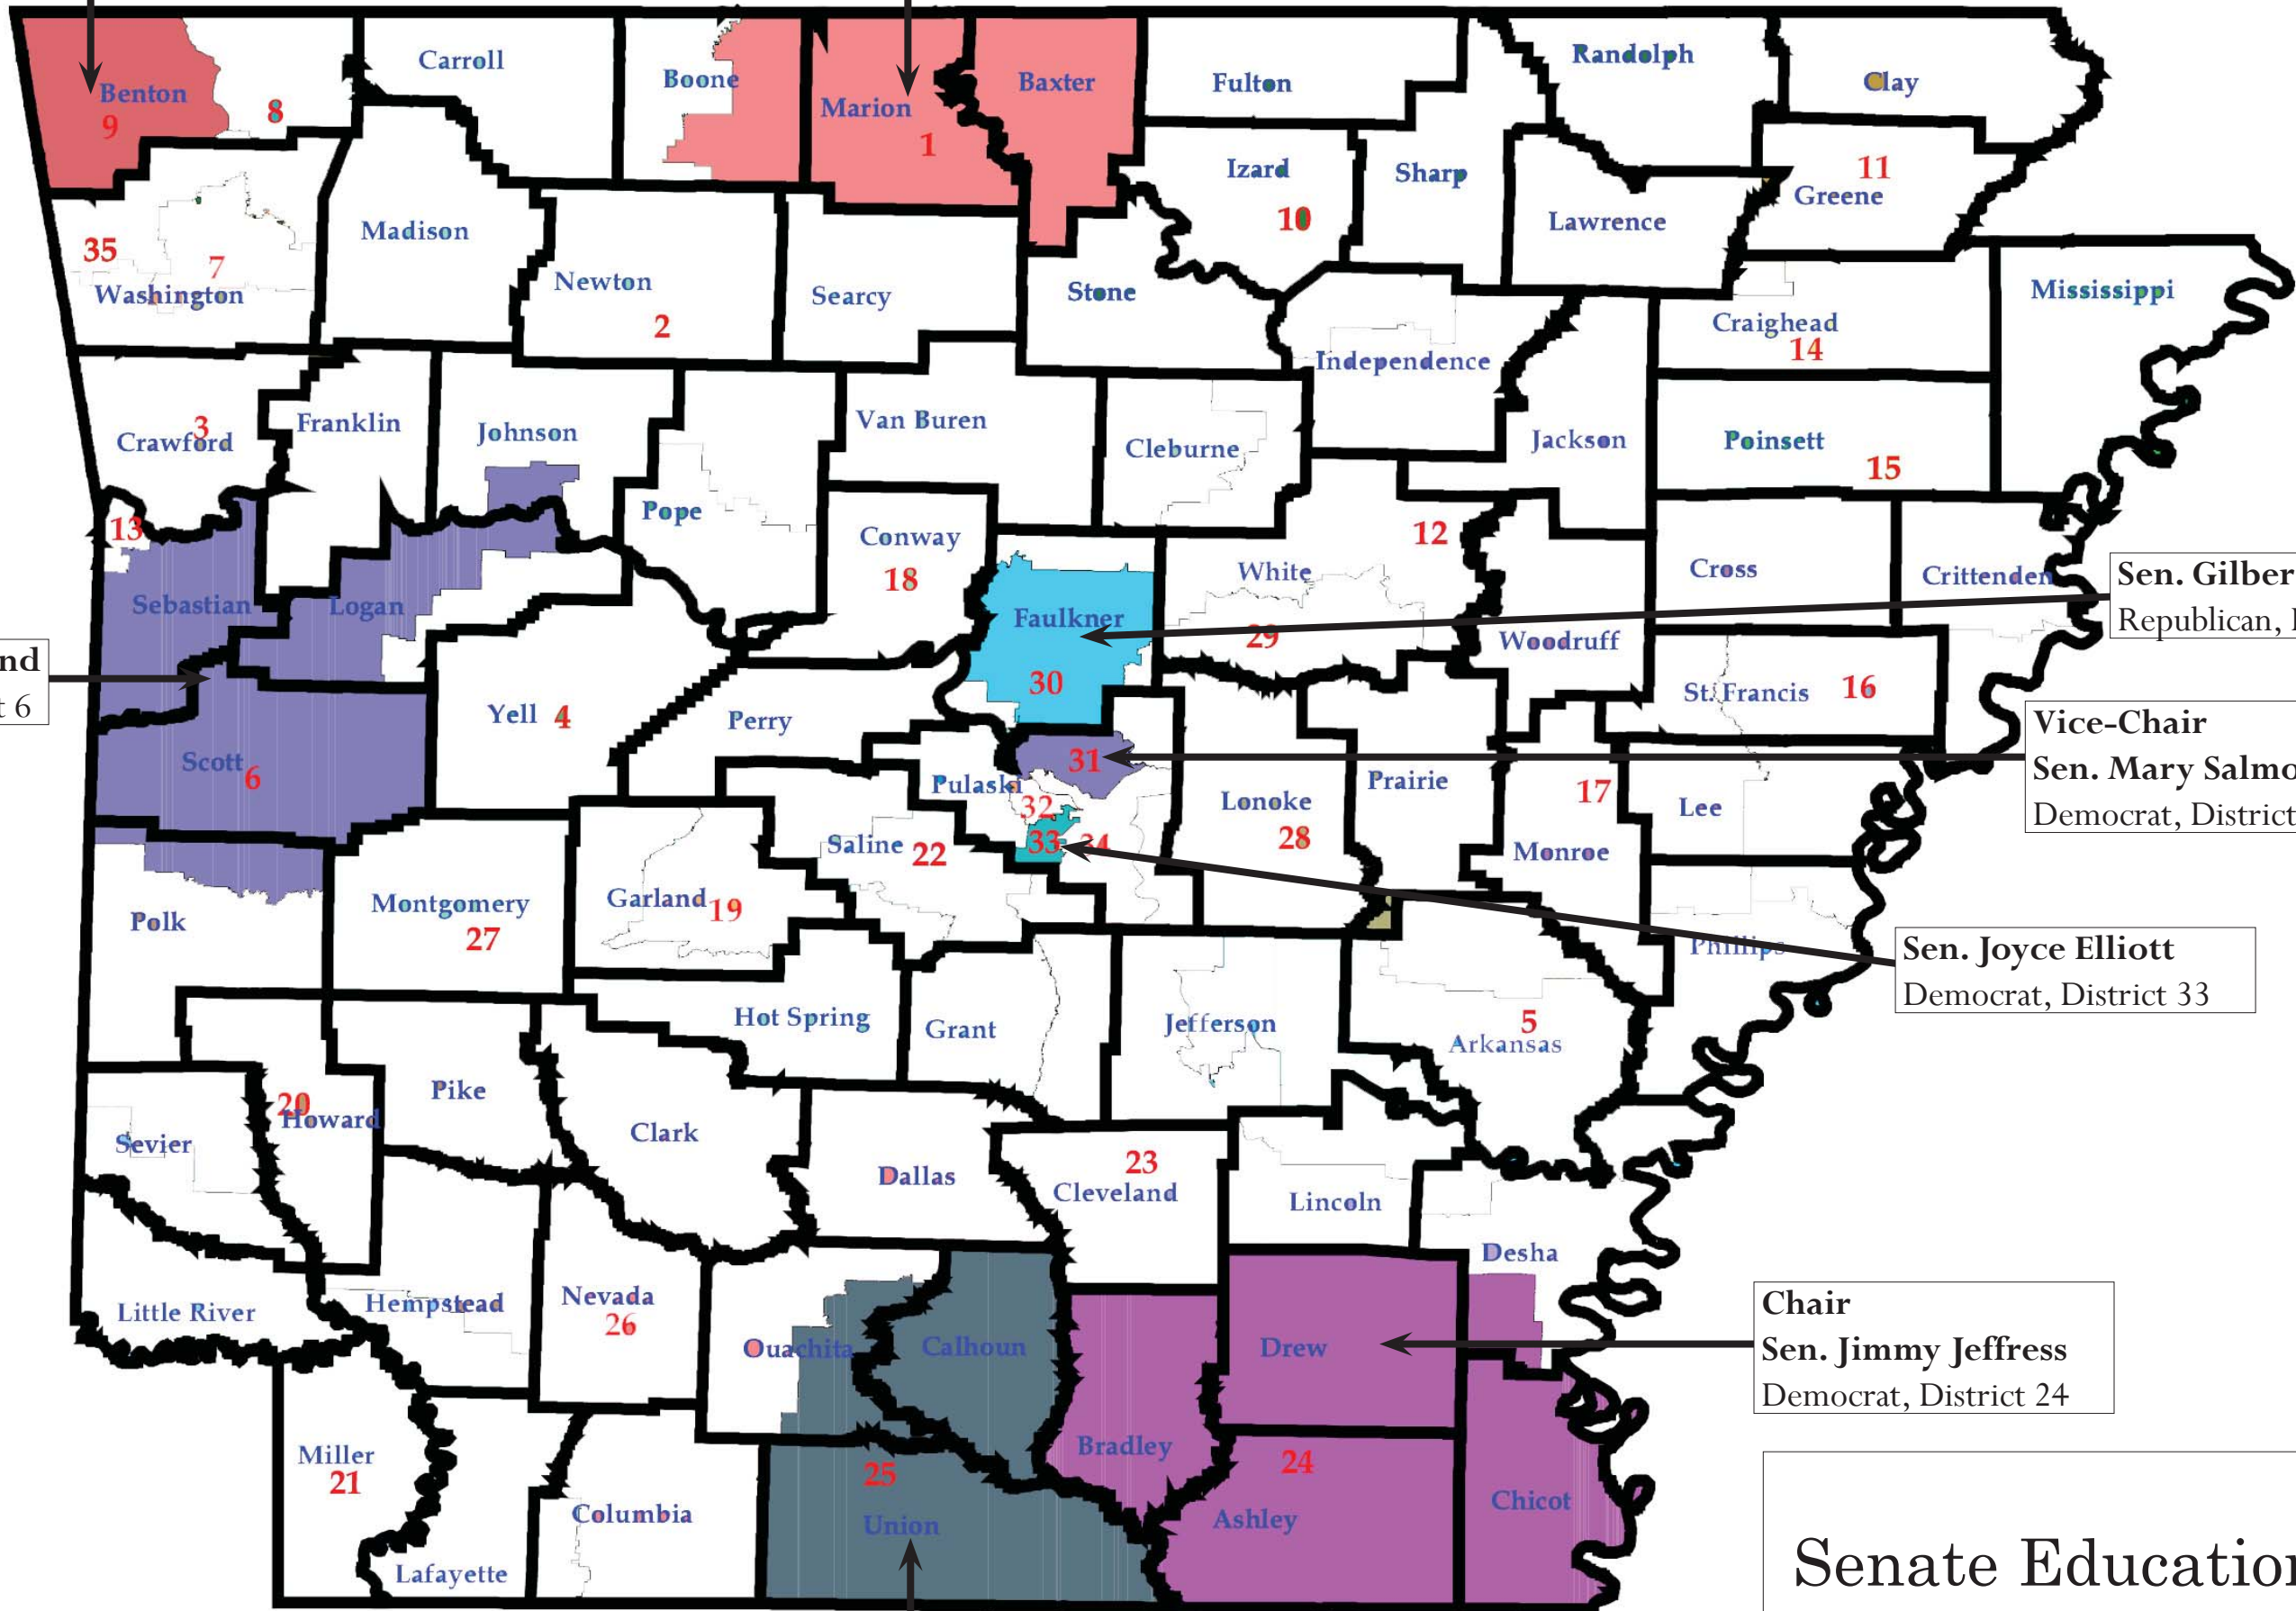 Carroll
Randolph
Boone
Baxter
Fulton
Clay
Benton
8
Marion
9
1
Izard
Sharp
11
Greene
10
Lawrence
Madison
35
7
Washington
Newton
Searcy
Stone
Mississippi
2
Craighead
14
Independence
3
Crawford
Franklin
Johnson
Van Buren
Cleburne
Jackson
Poinsett
15
Pope
13
Conway
12
18
White
Cross
Crittenden
Sen. Gilber
Republican,
Sebastian
Logan
Faulkner
29
Woodruff
nd
t 6
30
St. Francis
16
Yell 4
Perry
Vice-Chair
Sen. Mary Salmo
Democrat, District
Scott
6
31
Pulaski
32
Prairie
17
Lee
Lonoke
28
Saline 22
33
34
Monroe
Garland 19
Montgomery
27
Polk
Phillips
Sen. Joyce Elliott
Democrat, District 33
Hot Spring
Grant
Jefferson
5
Arkansas
Pike
20
Howard
Sevier
Clark
Dallas
23
Cleveland
Lincoln
Desha
Little River
Hempstead
Nevada
26
Ouachita
Calhoun
Drew
Chair
Sen. Jimmy Jeffress
Democrat, District 24
Miller
21
25
Bradley
24
Columbia
Union
Ashley
Chicot
Lafayette
Senate Education